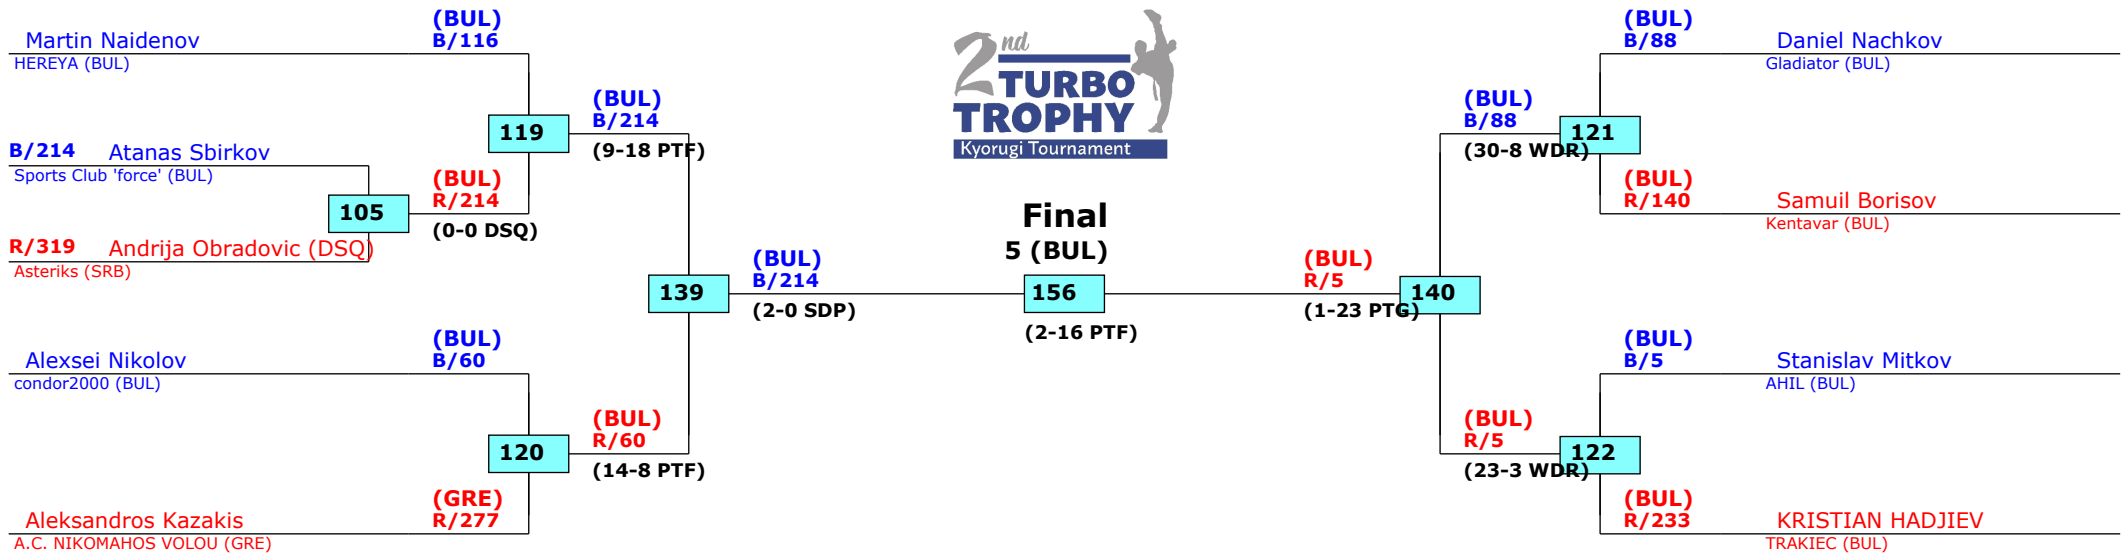 (BUL)
Martin Naidenov B/116
HEREYA (BUL)
(BUL)
B/214
119
(9-18 PTF)
B/214 Atanas Sbirkov
Sports Club 'force' (BUL)
(BUL)
R/214
105
(0-0 DSQ)
R/319 Andrija Obradovic (DSQ)
Asteriks (SRB)
(BUL)
B/214
139
(2-0 SDP)
(BUL)
Alexsei Nikolov B/60
condor2000 (BUL)
(BUL)
R/60
120
(14-8 PTF)
(GRE)
Aleksandros Kazakis R/277
A.C. NIKOMAHOS VOLOU (GRE)
2nd
TURBO
TROPHY
Kyorugi Tournament
Final
5 (BUL)
156
(2-16 PTF)
(BUL)
B/88 Daniel Nachkov
Gladiator (BUL)
(BUL)
B/88
121
(30-8 WDR)
(BUL)
R/140 Samuil Borisov
Kentavar (BUL)
(BUL)
R/5
140
(1-23 PTG)
(BUL)
B/5 Stanislav Mitkov
AHIL (BUL)
(BUL)
R/5
122
(23-3 WDR)
(BUL)
R/233 KRISTIAN HADJIEV
TRAKIEC (BUL)